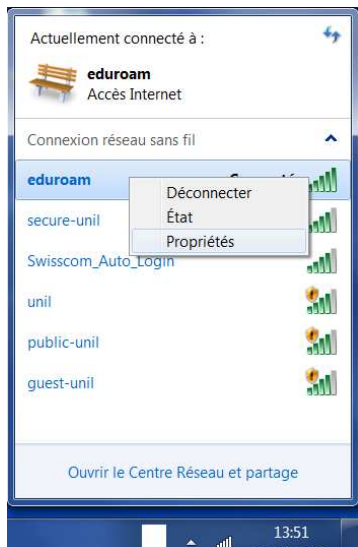 Actuellement connecté à :
eduroam
Accès Internet
Connexion réseau sans fil
eduroam
Déconnecter
État
Propriétés
secure-unil
Swisscom_Auto_Login
unil
public-unil
guest-unil
Ouvrir le Centre Réseau et partage
13:51